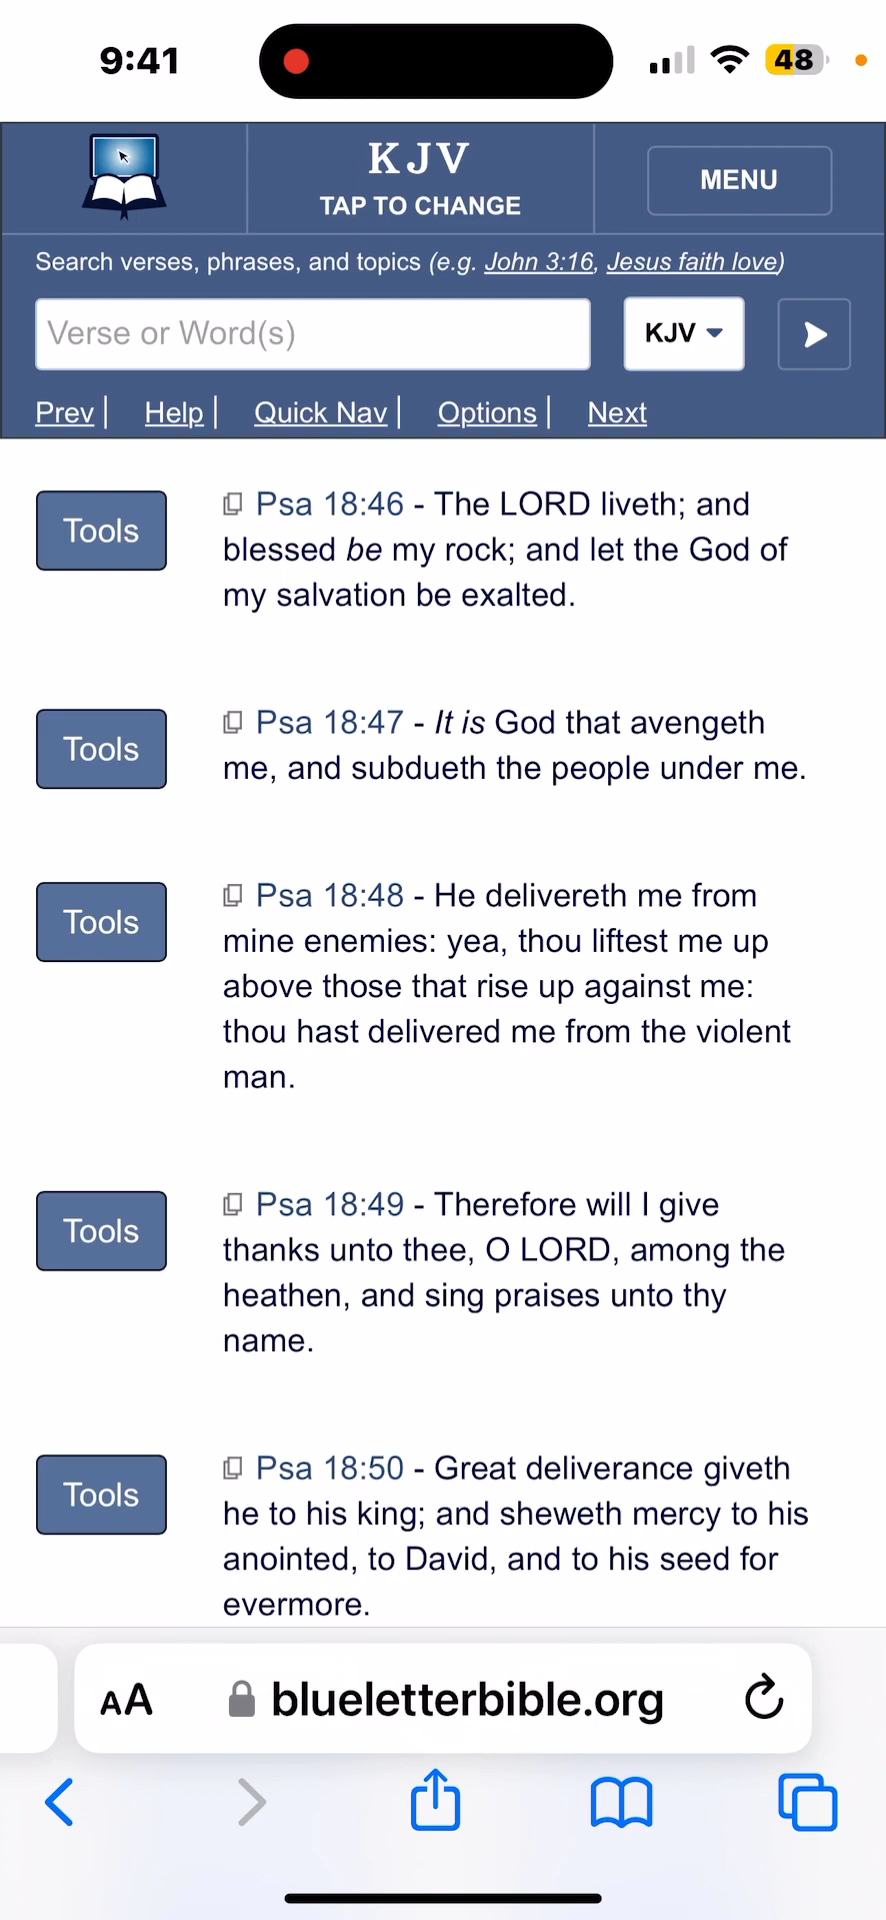 9:41
48
KJV
TAP TO CHANGE
MENU
Search verses, phrases, and topics (e.g. John 3:16, Jesus faith love)
Verse or Word(s)
KJV
Prev | Help | Quick Nav | Options | Next
Tools
Psa 18:46 - The LORD liveth; and
blessed be my rock; and let the God of
my salvation be exalted.
Tools
Psa 18:47 - It is God that avengeth
me, and subdueth the people under me.
Tools
Psa 18:48 - He delivereth me from
mine enemies: yea, thou liftest me up
above those that rise up against me:
thou hast delivered me from the violent
man.
Tools
Psa 18:49 - Therefore will I give
thanks unto thee, O LORD, among the
heathen, and sing praises unto thy
name.
Tools
Psa 18:50 - Great deliverance giveth
he to his king; and sheweth mercy to his
anointed, to David, and to his seed for
evermore.
AA
blueletterbible.org